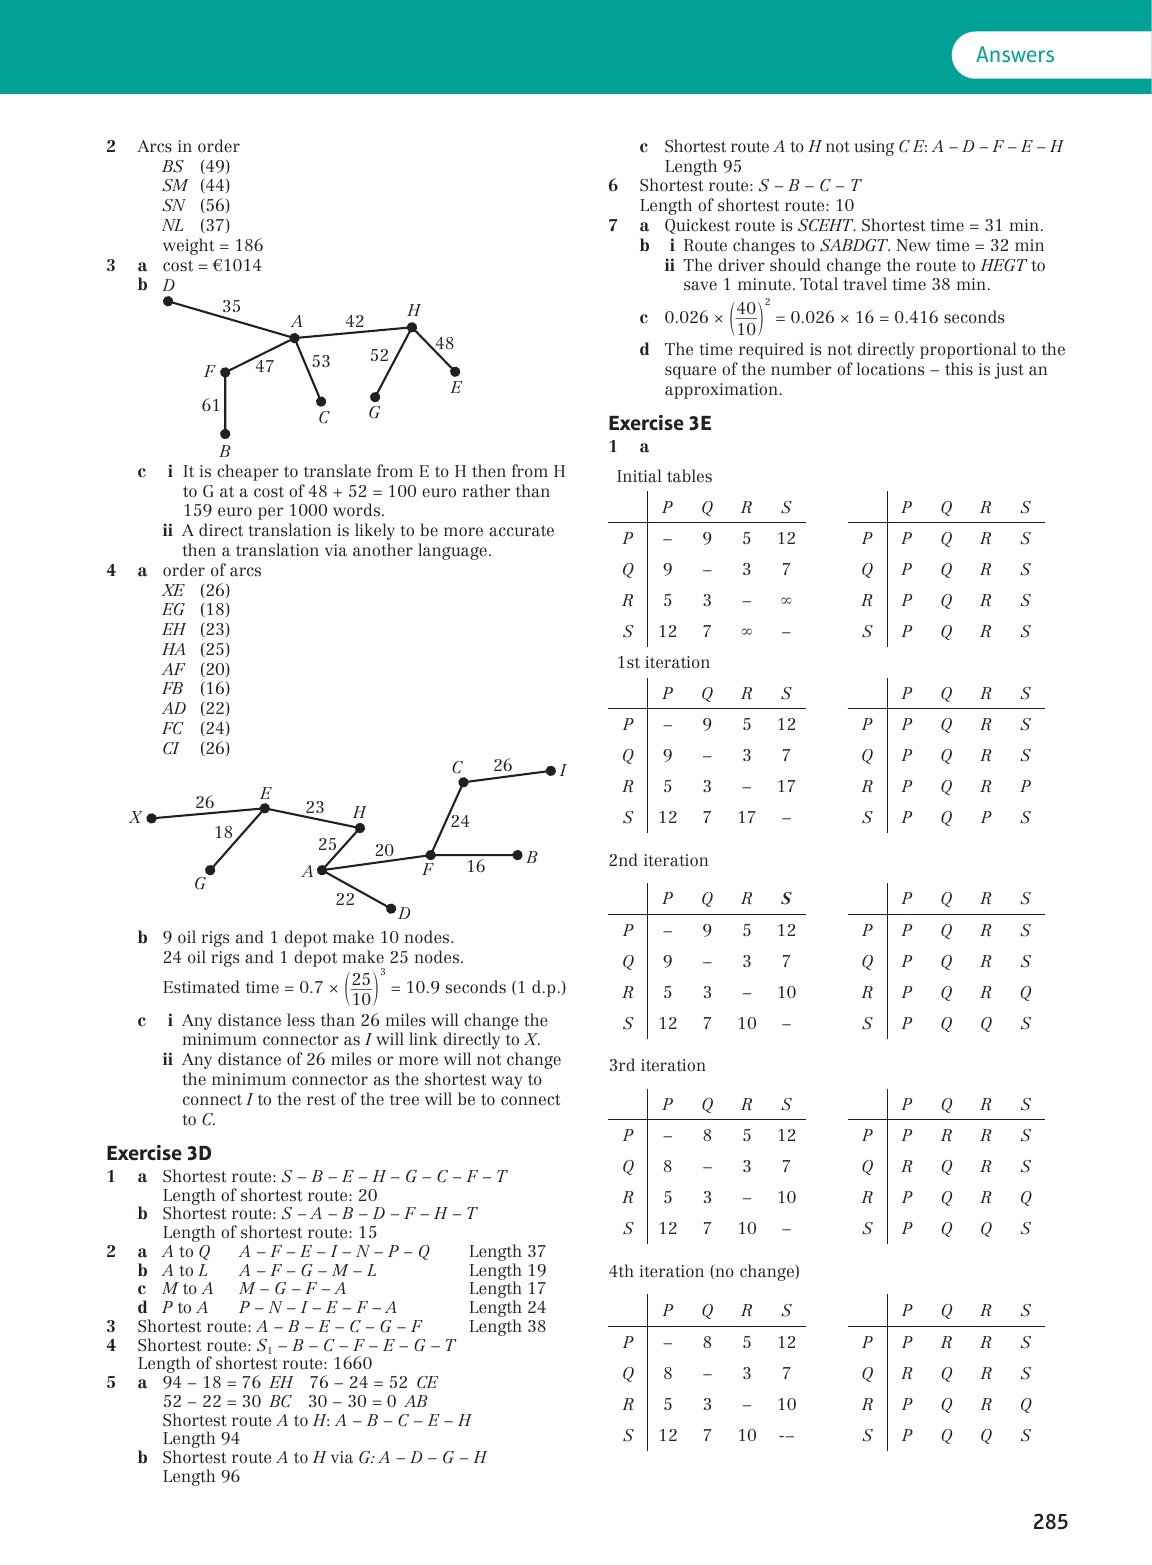 Answers
2 Arcs in order
BS (49)
SM (44)
SN (56)
NL (37)
weight = 186
3 a cost = €1014
b D
35
A
42
H
F
47
53
52
48
E
61
C
G
B
c i It is cheaper to translate from E to H then from H
to G at a cost of 48 + 52 = 100 euro rather than
159 euro per 1000 words.
ii A direct translation is likely to be more accurate
then a translation via another language.
4 a order of arcs
XE (26)
EG (18)
EH (23)
HA (25)
AF (20)
FB (16)
AD (22)
FC (24)
CI (26)
C 26 I
X 26 E 23 H
18 24
25 20
G A F 16 B
22
D
b 9 oil rigs and 1 depot make 10 nodes.
24 oil rigs and 1 depot make 25 nodes.
Estimated time = 0.7 × (25/10)³ = 10.9 seconds (1 d.p.)
c i Any distance less than 26 miles will change the
minimum connector as I will link directly to X.
ii Any distance of 26 miles or more will not change
the minimum connector as the shortest way to
connect I to the rest of the tree will be to connect
to C.
Exercise 3D
1 a Shortest route: S – B – E – H – G – C – F – T
Length of shortest route: 20
b Shortest route: S – A – B – D – F – H – T
Length of shortest route: 15
2 a A to Q A – F – E – I – N – P – Q Length 37
b A to L A – F – G – M – L Length 19
c M to A M – G – F – A Length 17
d P to A P – N – I – E – F – A Length 24
3 Shortest route: A – B – E – C – G – F Length 38
4 Shortest route: S₁ – B – C – F – E – G – T
Length of shortest route: 1660
5 a 94 – 18 = 76 EH 76 – 24 = 52 CE
52 – 22 = 30 BC 30 – 30 = 0 AB
Shortest route A to H: A – B – C – E – H
Length 94
b Shortest route A to H via G: A – D – G – H
Length 96
c Shortest route A to H not using C E: A – D – F – E – H
Length 95
6 Shortest route: S – B – C – T
Length of shortest route: 10
7 a Quickest route is SCEHT. Shortest time = 31 min.
b i Route changes to SABDGT. New time = 32 min
ii The driver should change the route to HEGT to
save 1 minute. Total travel time 38 min.
c 0.026 × (40/10)² = 0.026 × 16 = 0.416 seconds
d The time required is not directly proportional to the
square of the number of locations – this is just an
approximation.
Exercise 3E
1 a
Initial tables
P Q R S P Q R S
P – 9 5 12 P P Q R S
Q 9 – 3 7 Q P Q R S
R 5 3 – ∞ R P Q R S
S 12 7 ∞ – S P Q R S
1st iteration
P Q R S P Q R S
P – 9 5 12 P P Q R S
Q 9 – 3 7 Q P Q R S
R 5 3 – 17 R P Q R P
S 12 7 17 – S P Q P S
2nd iteration
P Q R S P Q R S
P – 9 5 12 P P Q R S
Q 9 – 3 7 Q P Q R S
R 5 3 – 10 R P Q R Q
S 12 7 10 – S P Q Q S
3rd iteration
P Q R S P Q R S
P – 8 5 12 P P R R S
Q 8 – 3 7 Q R Q R S
R 5 3 – 10 R P Q R Q
S 12 7 10 – S P Q Q S
4th iteration (no change)
P Q R S P Q R S
P – 8 5 12 P P R R S
Q 8 – 3 7 Q R Q R S
R 5 3 – 10 R P Q R Q
S 12 7 10 -– S P Q Q S
285